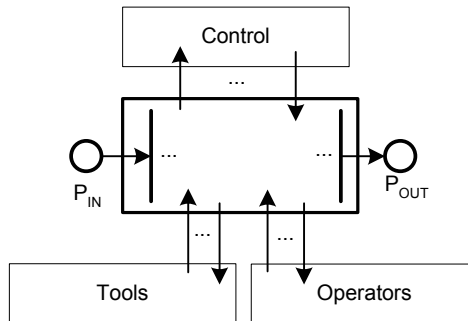 Control
...
... ...
P_IN P_OUT
... ...
Tools Operators